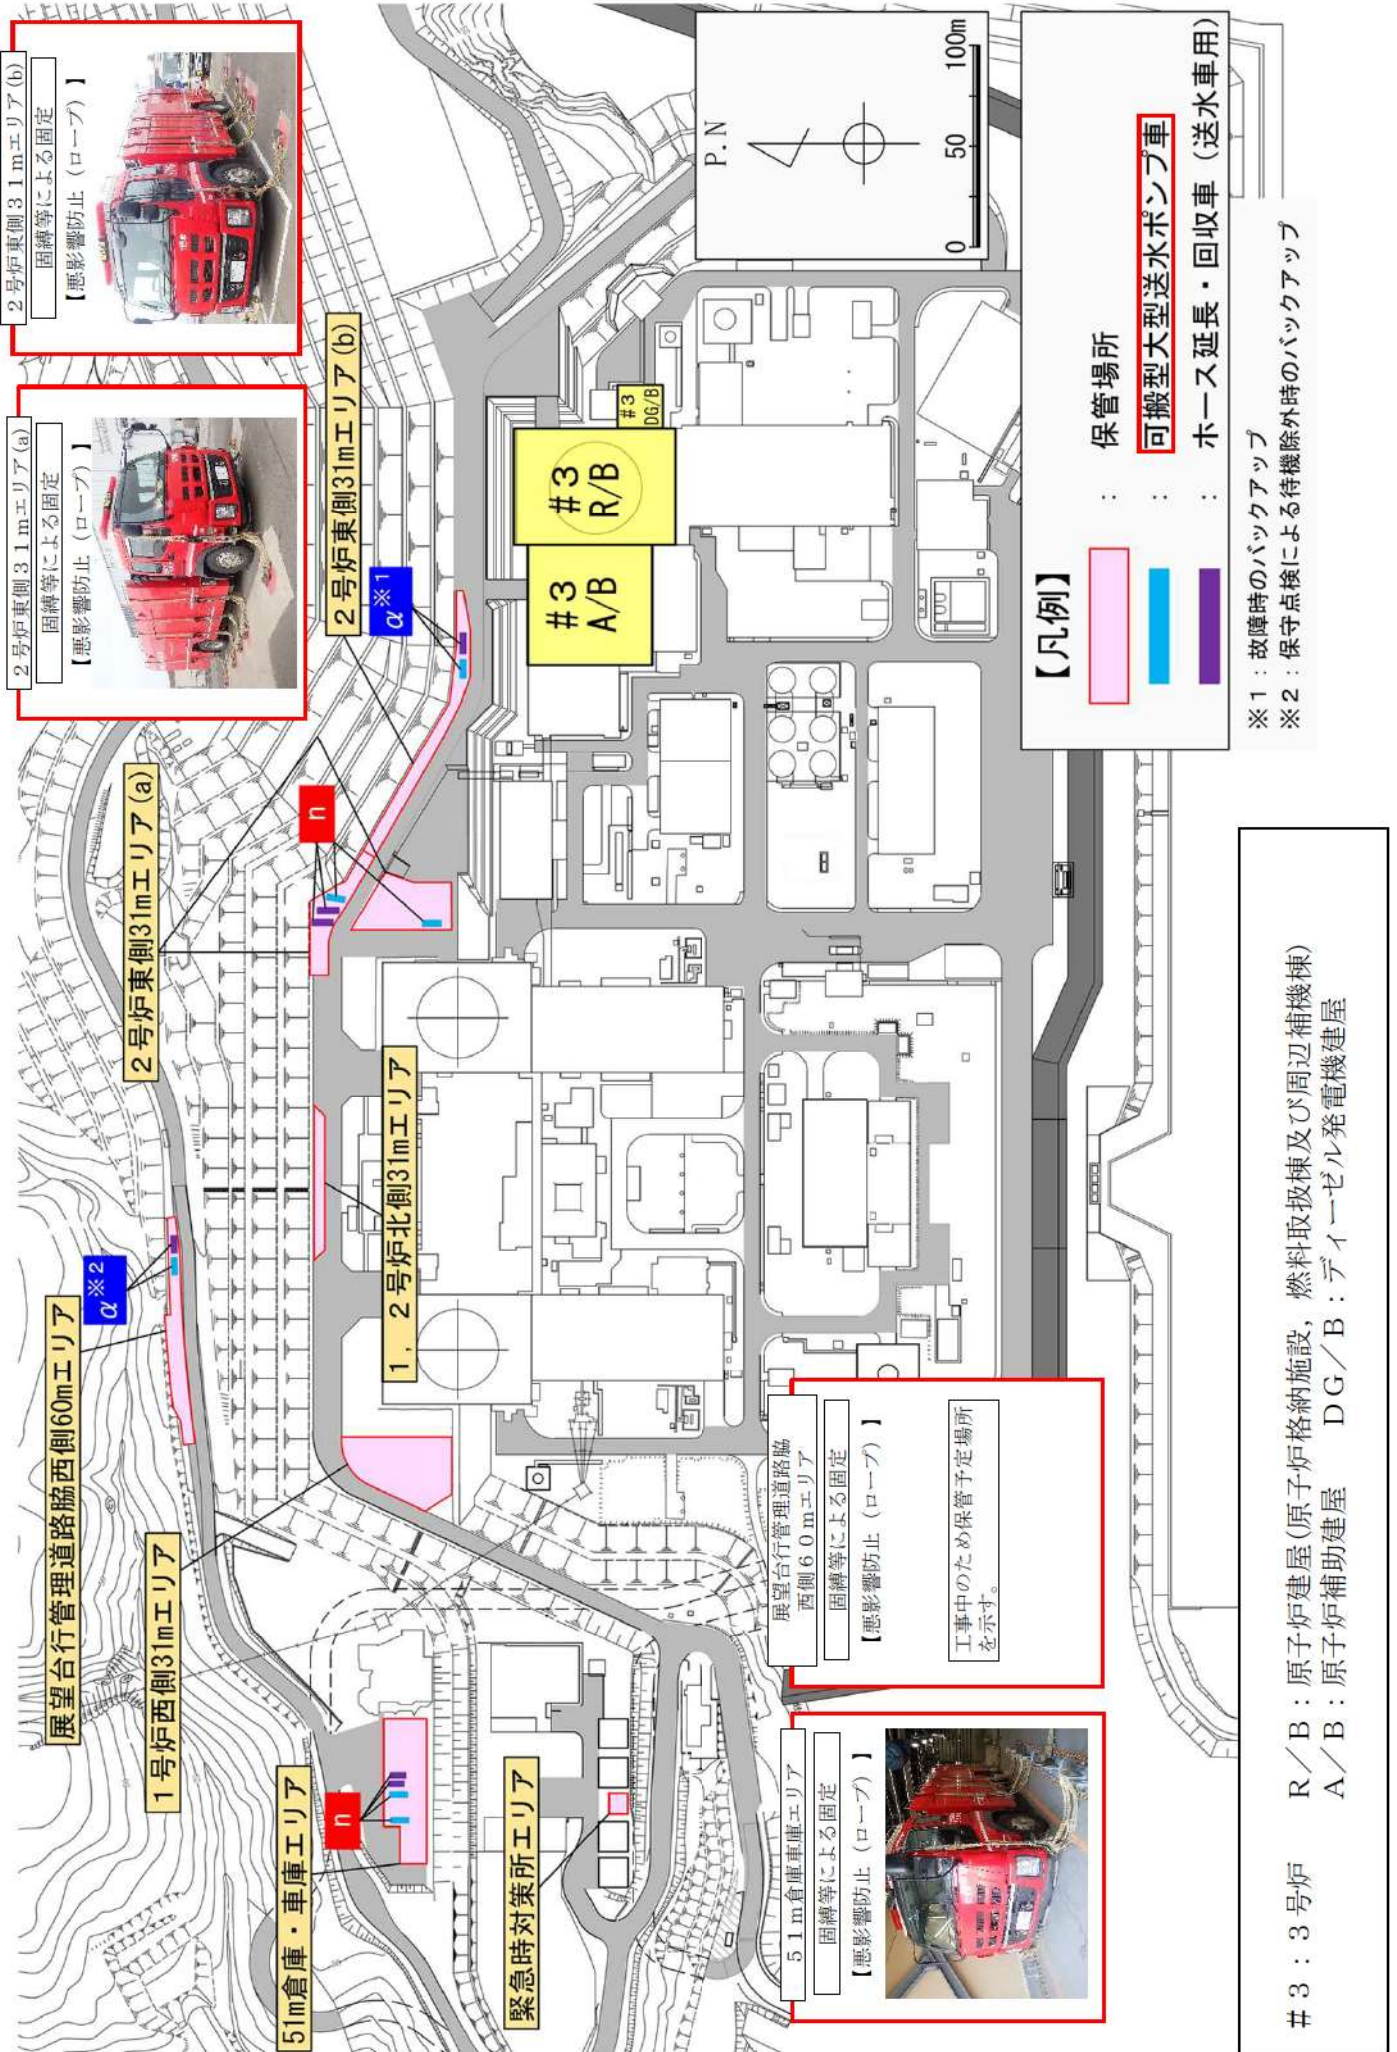 ２号炉東側３１ｍエリア(a)
固縛等による固定
【悪影響防止（ロープ）】
２号炉東側３１ｍエリア(b)
固縛等による固定
【悪影響防止（ロープ）】
展望台行管理道路脇西側60mエリア
α※２
２号炉東側31mエリア(a)
２号炉東側31mエリア(b)
１号炉西側31mエリア
n
α※１
51m倉庫・車庫エリア
n
１，２号炉北側31mエリア
緊急時対策所エリア
#3
A/B
#3
R/B
#3
DG/B
P.N
0
50
100m
５１ｍ倉庫車庫エリア
固縛等による固定
【悪影響防止（ロープ）】
展望台行管理道路脇
西側６０ｍエリア
固縛等による固定
【悪影響防止（ロープ）】
工事中のため保管予定場所
を示す。
【凡例】
：保管場所
：可搬型大型送水ポンプ車
：ホース延長・回収車（送水車用）
※１：故障時のバックアップ
※２：保守点検による待機除外時のバックアップ
＃３：３号炉　Ｒ／Ｂ：原子炉建屋(原子炉格納施設，燃料取扱棟及び周辺補機棟)
Ａ／Ｂ：原子炉補助建屋　ＤＧ／Ｂ：ディーゼル発電機建屋